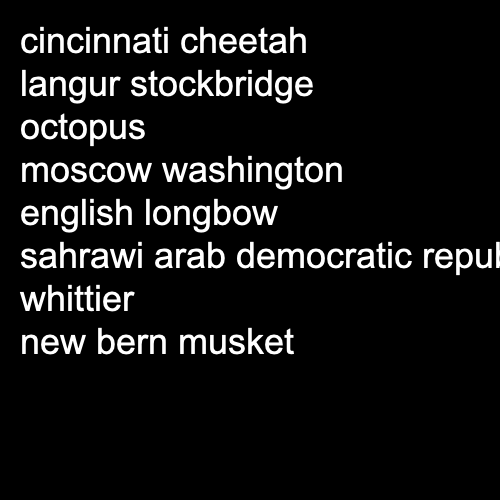 cincinnati cheetah
langur stockbridge
octopus
moscow washington
english longbow
sahrawi arab democratic
whittier
new bern musket